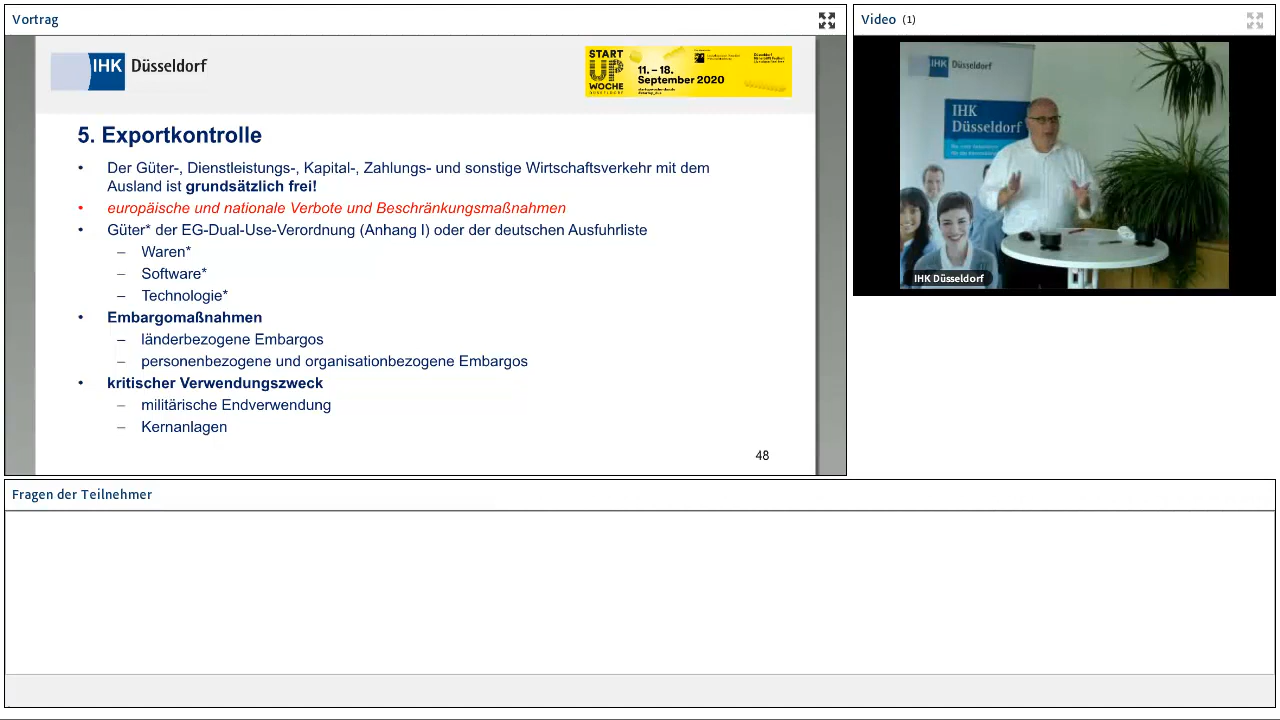 Vortrag
IHK Düsseldorf
START
UP
WOCHE
DÜSSELDORF
11. – 18.
September 2020
5. Exportkontrolle
• Der Güter-, Dienstleistungs-, Kapital-, Zahlungs- und sonstige Wirtschaftsverkehr mit dem
Ausland ist grundsätzlich frei!
• europäische und nationale Verbote und Beschränkungsmaßnahmen
• Güter* der EG-Dual-Use-Verordnung (Anhang I) oder der deutschen Ausfuhrliste
– Waren*
– Software*
– Technologie*
• Embargomaßnahmen
– länderbezogene Embargos
– personenbezogene und organisationbezogene Embargos
• kritischer Verwendungszweck
– militärische Endverwendung
– Kernanlagen
48
Video (1)
IHK Düsseldorf
IHK
Düsseldorf
IHK Düsseldorf
Fragen der Teilnehmer